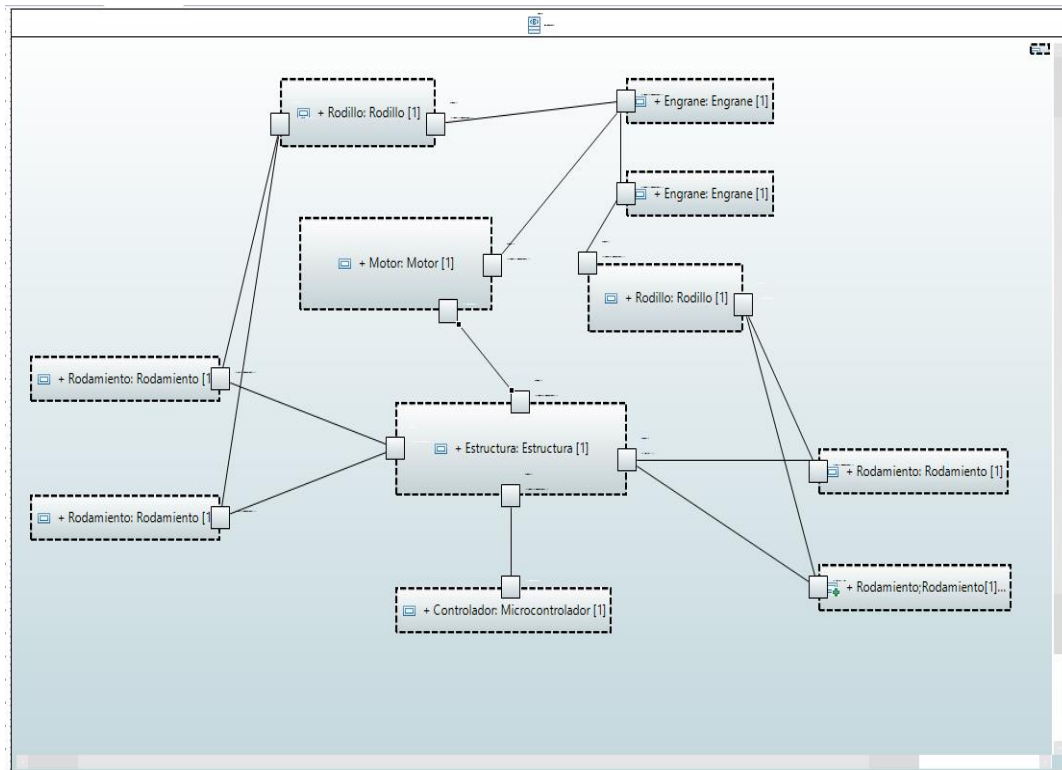 + Rodillo: Rodillo [1]
+ Engrane: Engrane [1]
+ Engrane: Engrane [1]
+ Motor: Motor [1]
+ Rodillo: Rodillo [1]
+ Rodamiento: Rodamiento [1
+ Estructura: Estructura [1]
+ Rodamiento: Rodamiento [1]
+ Rodamiento: Rodamiento [1
+ Rodamiento;Rodamiento[1]...
+ Controlador: Microcontrolador [1]